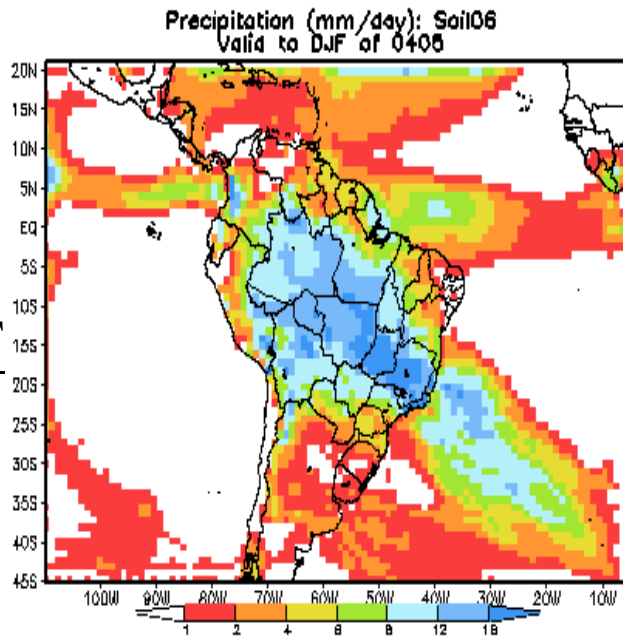 Precipitation (mm/day): Soil06
Valid to DJF of 0405
20N
15N
10N
5N
EQ
5S
10S
15S
20S
25S
30S
35S
40S
45S
100W 90W 80W 70W 60W 50W 40W 30W 20W 10W
1 2 4 6 8 12 16